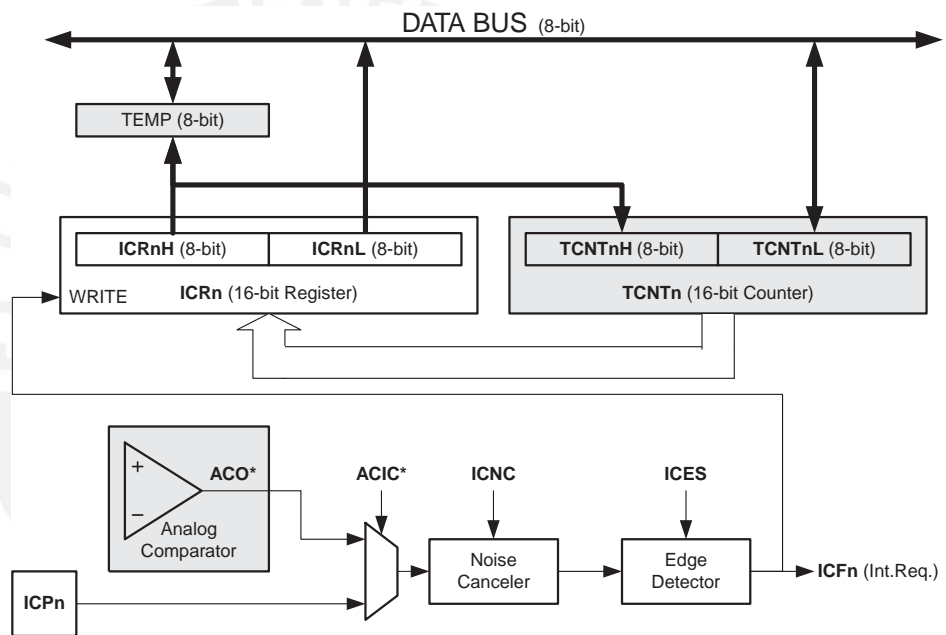 DATA BUS (8-bit)
TEMP (8-bit)
ICRnH (8-bit)
ICRnL (8-bit)
TCNTnH (8-bit)
TCNTnL (8-bit)
WRITE
ICRn (16-bit Register)
TCNTn (16-bit Counter)
+
−
ACO*
Analog
Comparator
ACIC*
ICNC
ICES
Noise
Canceler
Edge
Detector
ICFn (Int.Req.)
ICPn